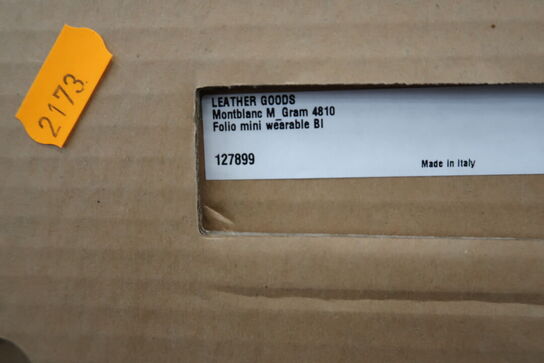 2173
LEATHER GOODS
Montblanc M_Gram 4810
Folio mini wearable Bl
127899
Made in Italy